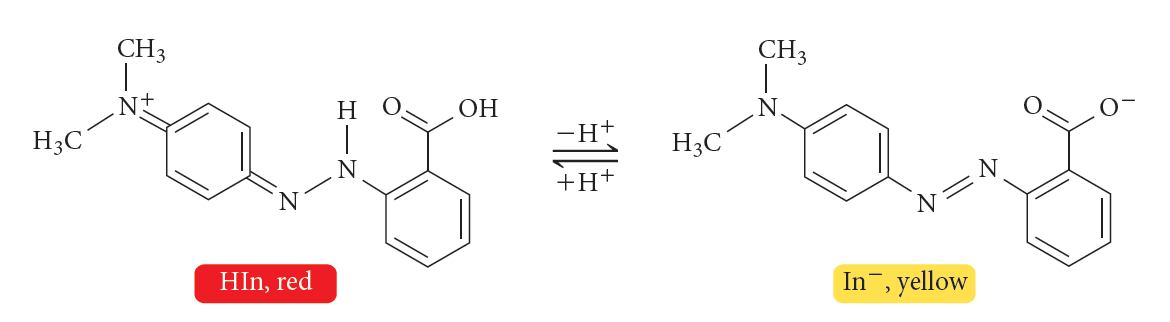 CH₃
N⁺
H₃C
H
N
N
O
OH
HIn, red
−H⁺
+H⁺
CH₃
N
H₃C
N
N
O
O⁻
In⁻, yellow